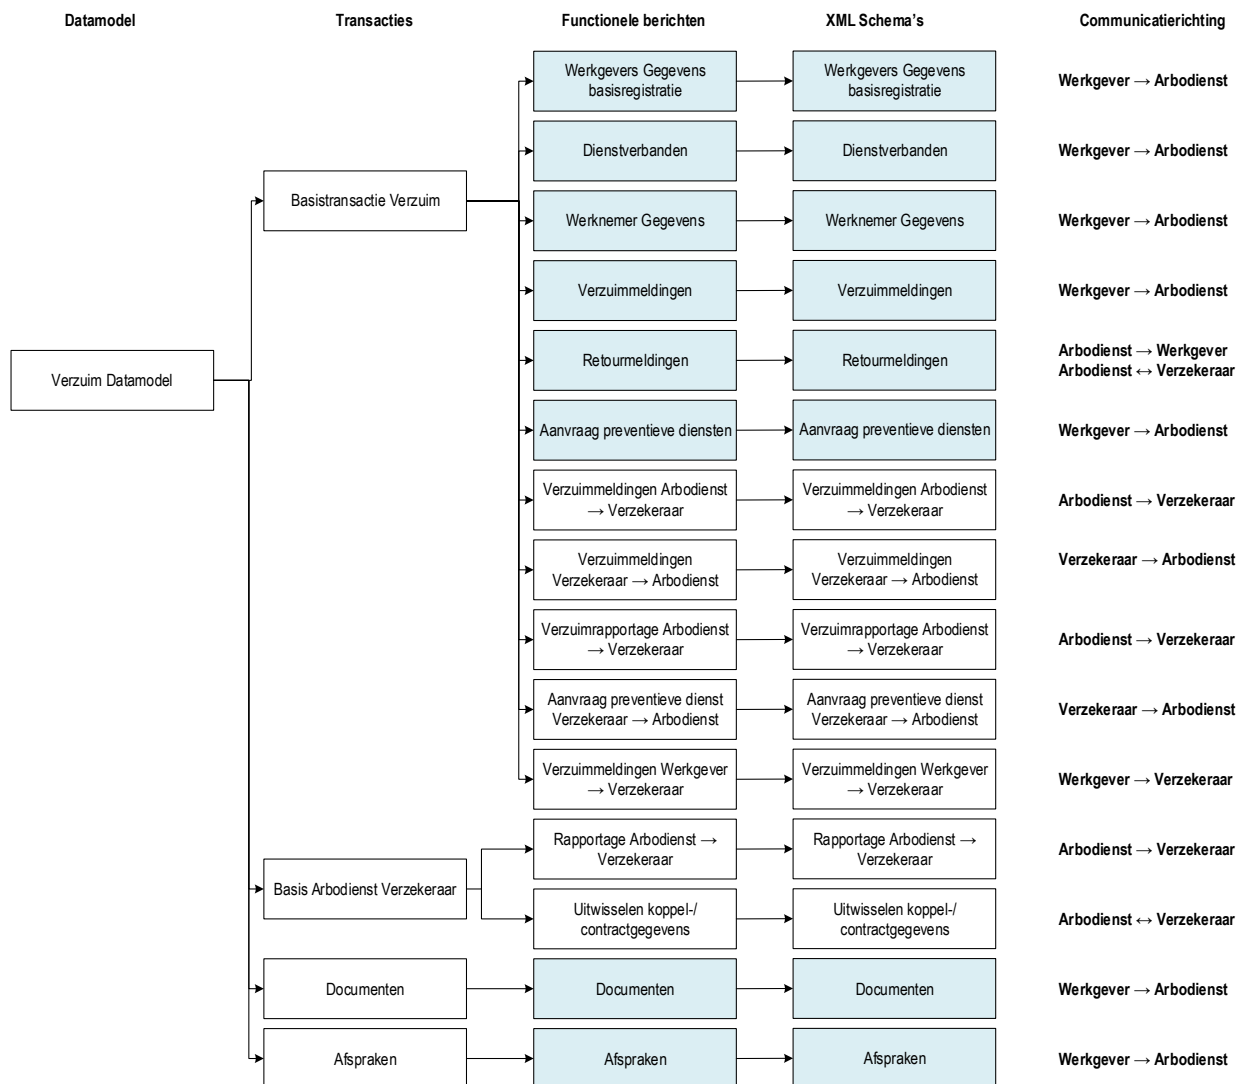 Datamodel
Transacties
Functionele berichten
XML Schema's
Communicatierichting
Werkgevers Gegevens
basisregistratie
Werkgevers Gegevens
basisregistratie
Werkgever → Arbodienst
Dienstverbanden
Dienstverbanden
Werkgever → Arbodienst
Basistransactie Verzuim
Werknemer Gegevens
Werknemer Gegevens
Werkgever → Arbodienst
Verzuimmeldingen
Verzuimmeldingen
Werkgever → Arbodienst
Verzuim Datamodel
Retourmeldingen
Retourmeldingen
Arbodienst → Werkgever
Arbodienst ↔ Verzekeraar
Aanvraag preventieve diensten
Aanvraag preventieve diensten
Werkgever → Arbodienst
Verzuimmeldingen Arbodienst
→ Verzekeraar
Verzuimmeldingen Arbodienst
→ Verzekeraar
Arbodienst → Verzekeraar
Verzuimmeldingen
Verzekeraar → Arbodienst
Verzuimmeldingen
Verzekeraar → Arbodienst
Verzekeraar → Arbodienst
Verzuimrapportage Arbodienst
→ Verzekeraar
Verzuimrapportage Arbodienst
→ Verzekeraar
Arbodienst → Verzekeraar
Aanvraag preventieve dienst
Verzekeraar → Arbodienst
Aanvraag preventieve dienst
Verzekeraar → Arbodienst
Verzekeraar → Arbodienst
Verzuimmeldingen Werkgever
→ Verzekeraar
Verzuimmeldingen Werkgever
→ Verzekeraar
Werkgever → Verzekeraar
Basis Arbodienst Verzekeraar
Rapportage Arbodienst →
Verzekeraar
Rapportage Arbodienst →
Verzekeraar
Arbodienst → Verzekeraar
Uitwisselen koppel-/
contractgegevens
Uitwisselen koppel-/
contractgegevens
Arbodienst ↔ Verzekeraar
Documenten
Documenten
Documenten
Werkgever → Arbodienst
Afspraken
Afspraken
Afspraken
Werkgever → Arbodienst